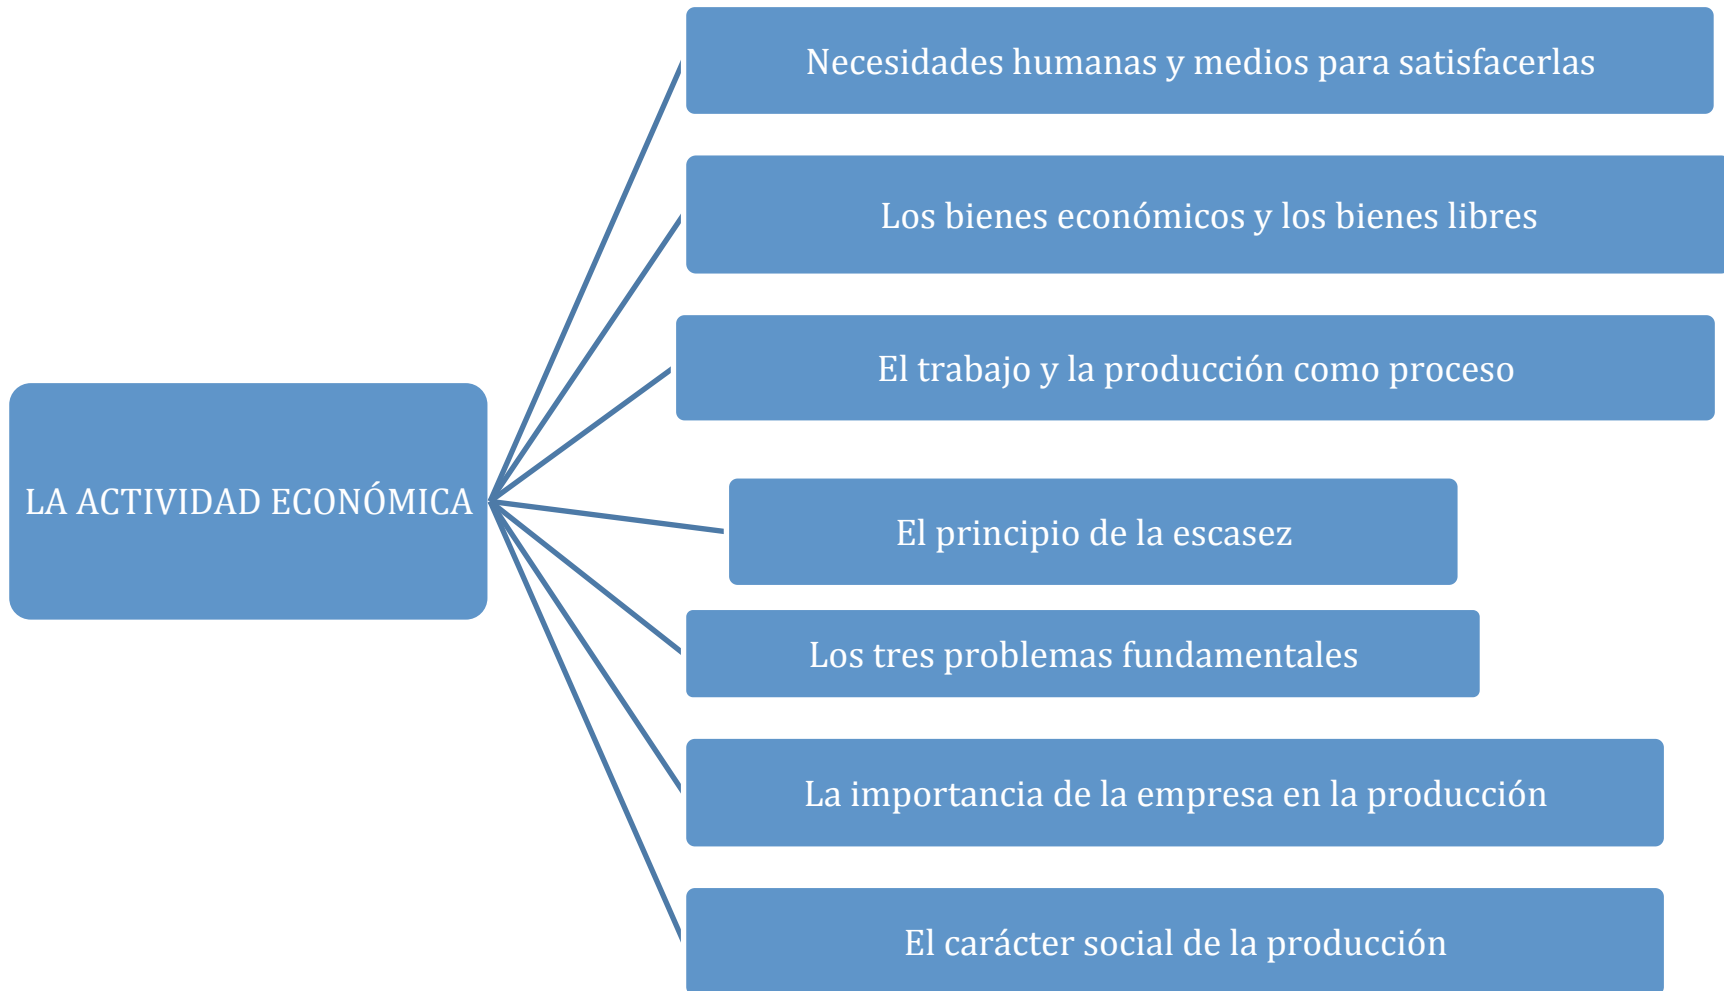 Necesidades humanas y medios para satisfacerlas
Los bienes económicos y los bienes libres
El trabajo y la producción como proceso
LA ACTIVIDAD ECONÓMICA
El principio de la escasez
Los tres problemas fundamentales
La importancia de la empresa en la producción
El carácter social de la producción